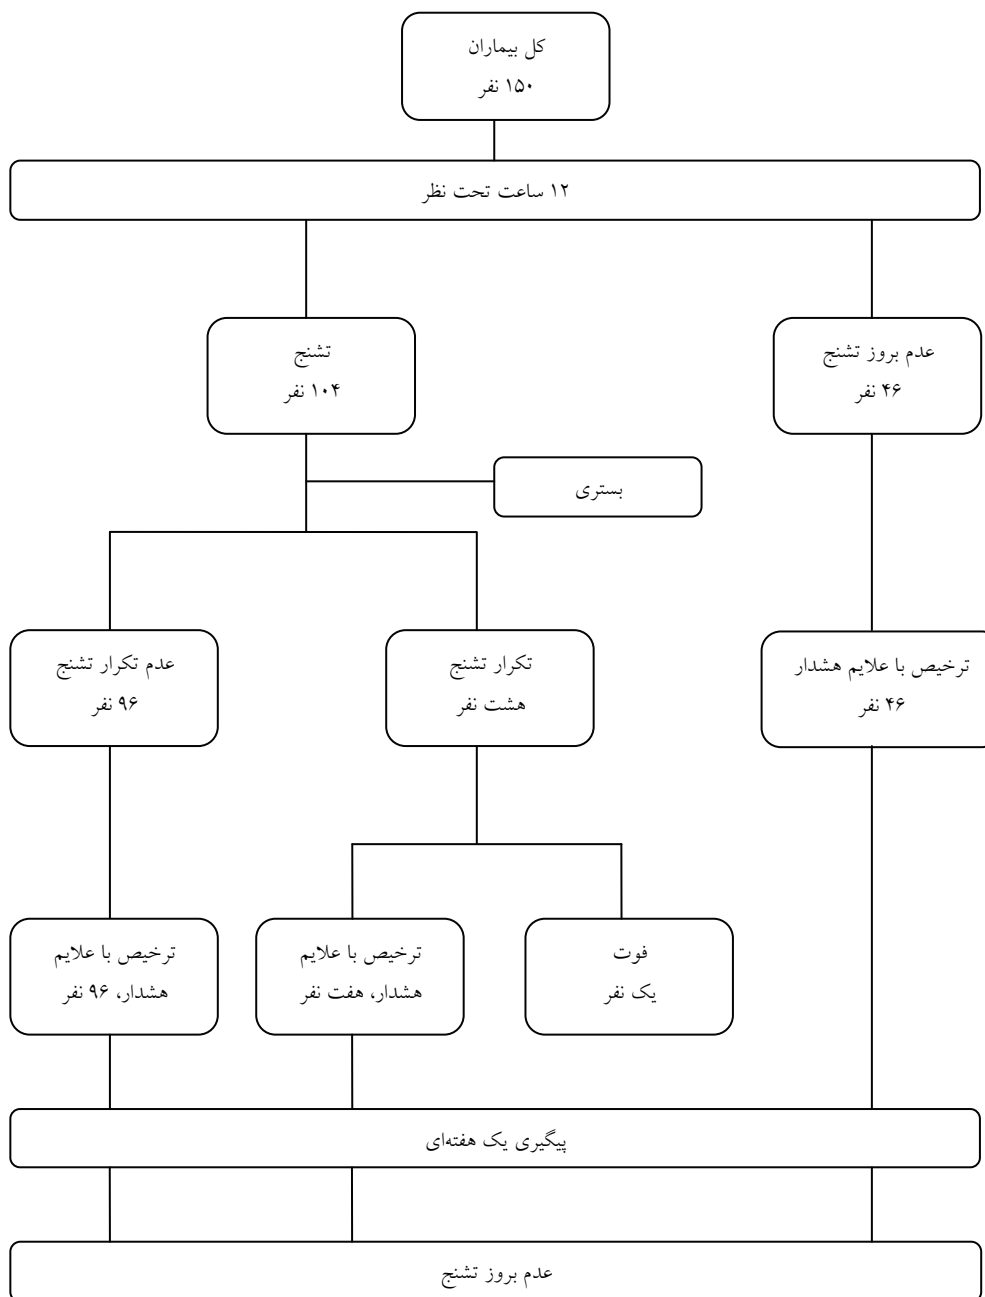 کل بیماران
۱۵۰ نفر
۱۲ ساعت تحت نظر
عدم بروز تشنج
۴۶ نفر
تشنج
۱۰۴ نفر
بستری
ترخیص با علایم هشدار
۴۶ نفر
تکرار تشنج
هشت نفر
عدم تکرار تشنج
۹۶ نفر
فوت
یک نفر
ترخیص با علایم
هشدار، هفت نفر
ترخیص با علایم
هشدار، ۹۶ نفر
پیگیری یک هفته‌ای
عدم بروز تشنج